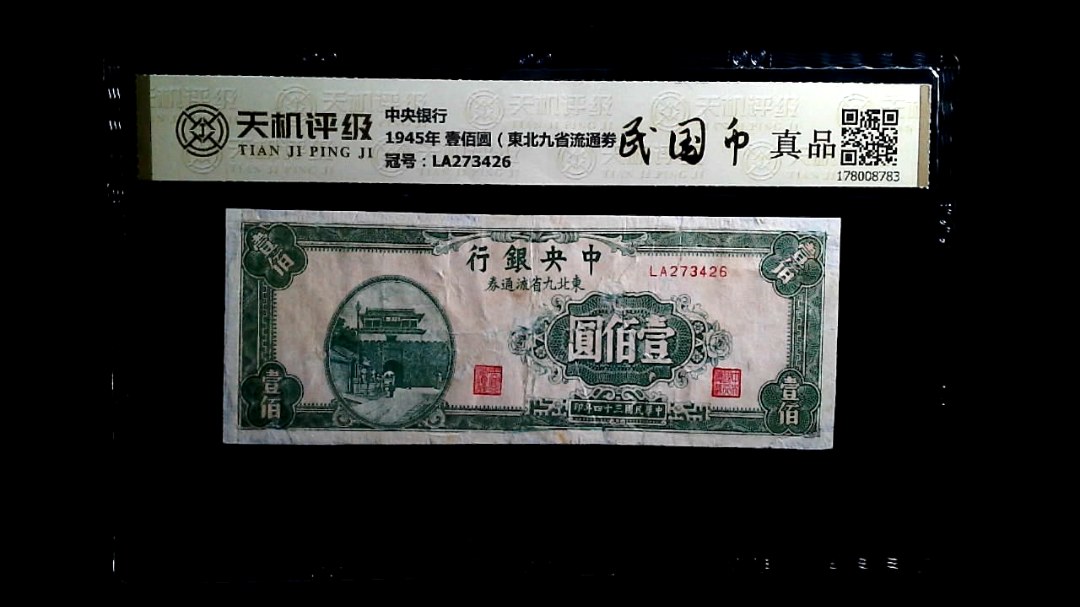 天机评级
TIAN JI PING JI
中央银行
1945年 壹佰圆（東北九省流通券
冠号：LA273426
民国币 真品
178008783
壹佰
壹佰
行銀央中
LA273426
券通流省九北東
圓佰壹
壹佰
壹佰
印年四十三國民華中